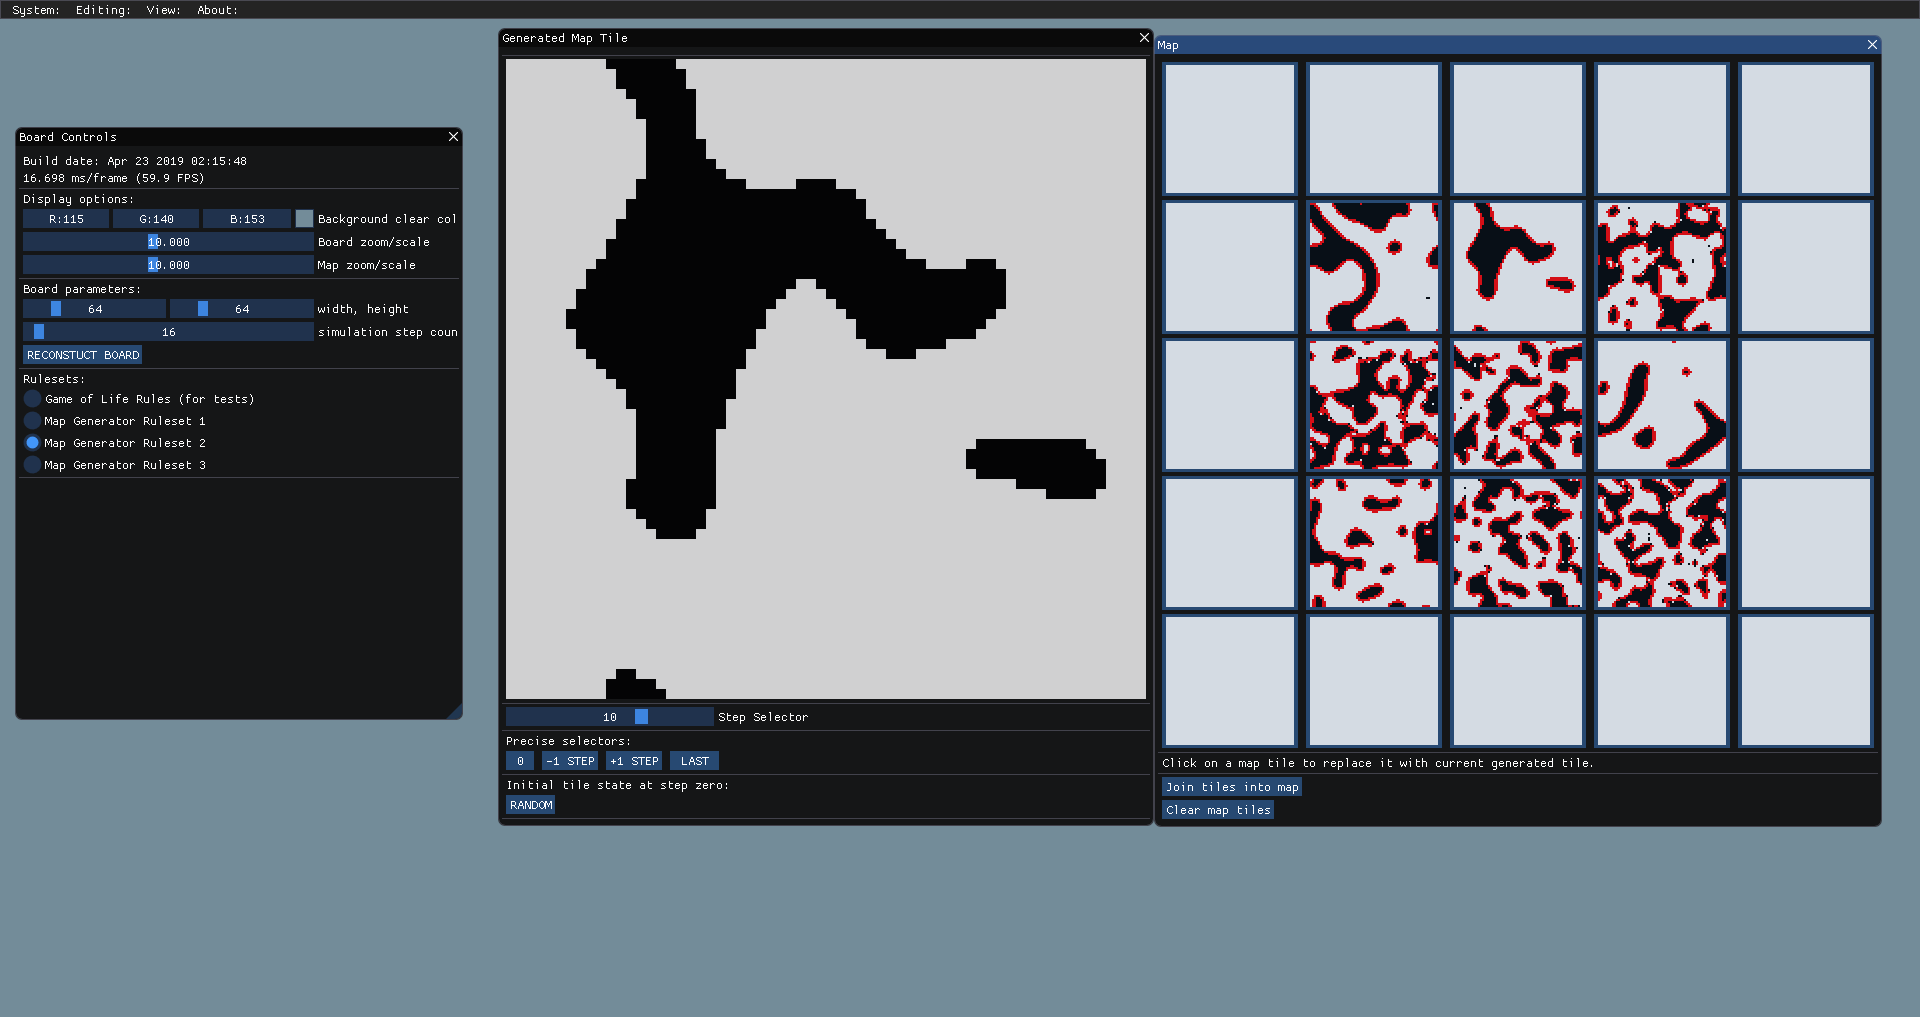 System: Editing: View: About:
Board Controls
Build date: Apr 23 2019 02:15:48
16.698 ms/frame (59.9 FPS)
Display options:
R:115 G:140 B:153 Background clear col
10.000 Board zoom/scale
10.000 Map zoom/scale
Board parameters:
64 64 width, height
16 simulation step coun
RECONSTUCT BOARD
Rulesets:
Game of Life Rules (for tests)
Map Generator Ruleset 1
Map Generator Ruleset 2
Map Generator Ruleset 3
Generated Map Tile
10 Step Selector
Precise selectors:
0 -1 STEP +1 STEP LAST
Initial tile state at step zero:
RANDOM
Map
Click on a map tile to replace it with current generated tile.
Join tiles into map
Clear map tiles